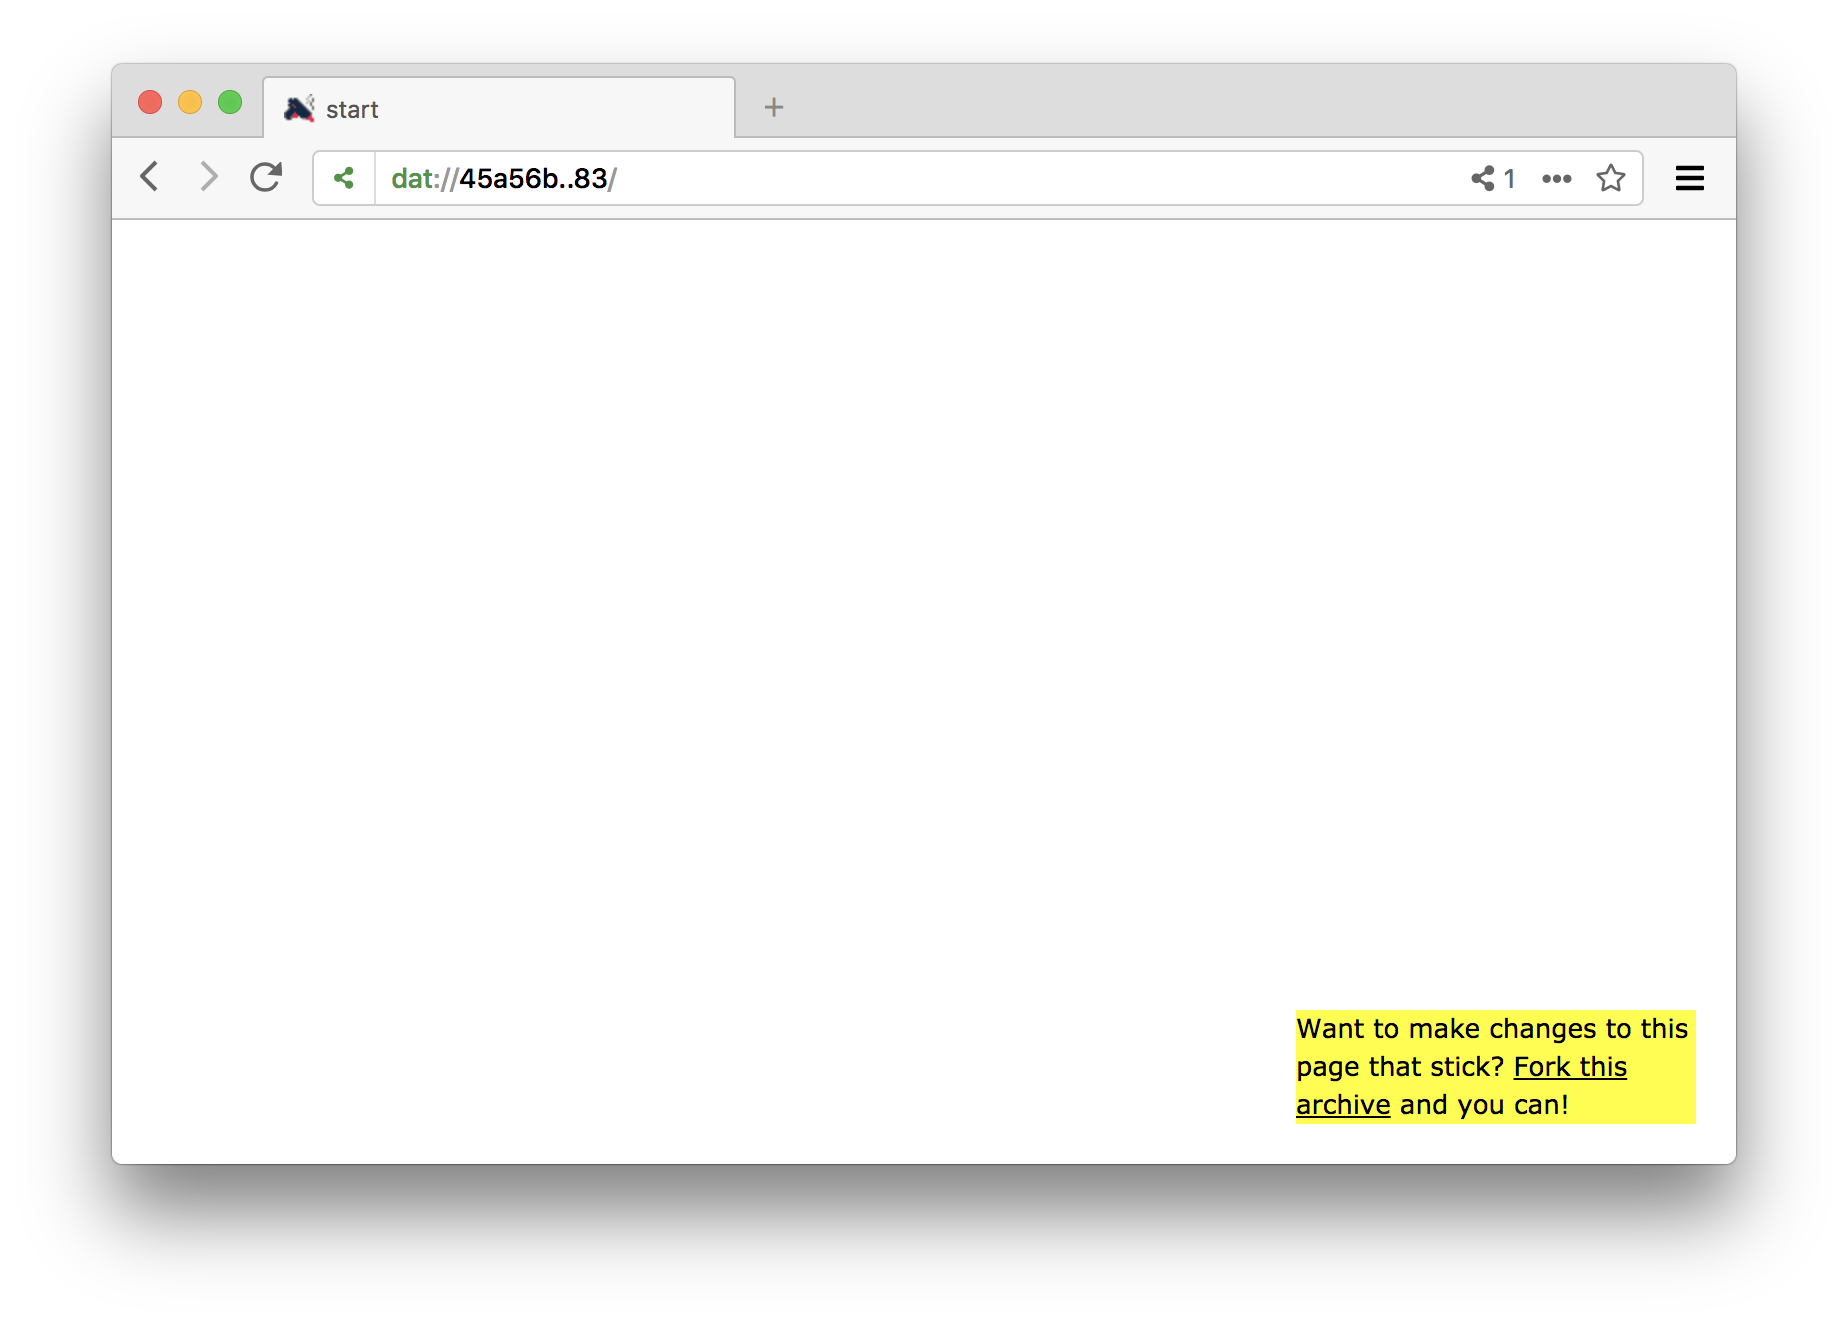 start
dat://45a56b..83/
1
Want to make changes to this
page that stick? Fork this
archive and you can!